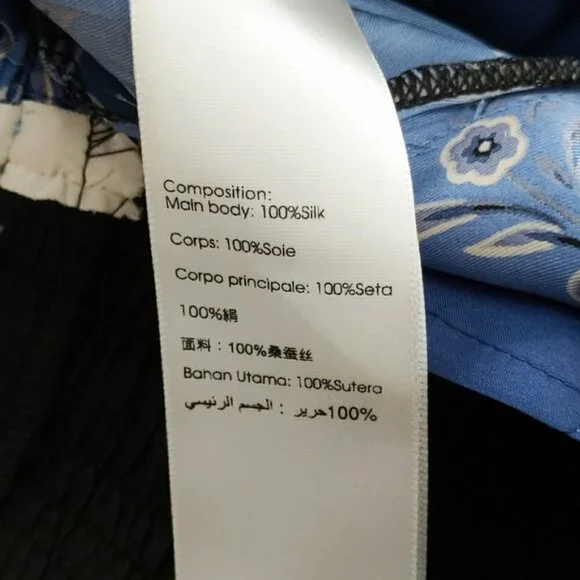 Composition:
Main body: 100%Silk
Corps: 100%Soie
Corpo principale: 100%Seta
100%絹
面料：100%桑蚕丝
Bahan Utama: 100%Sutera
100%حرير : الجسم الرئيسي